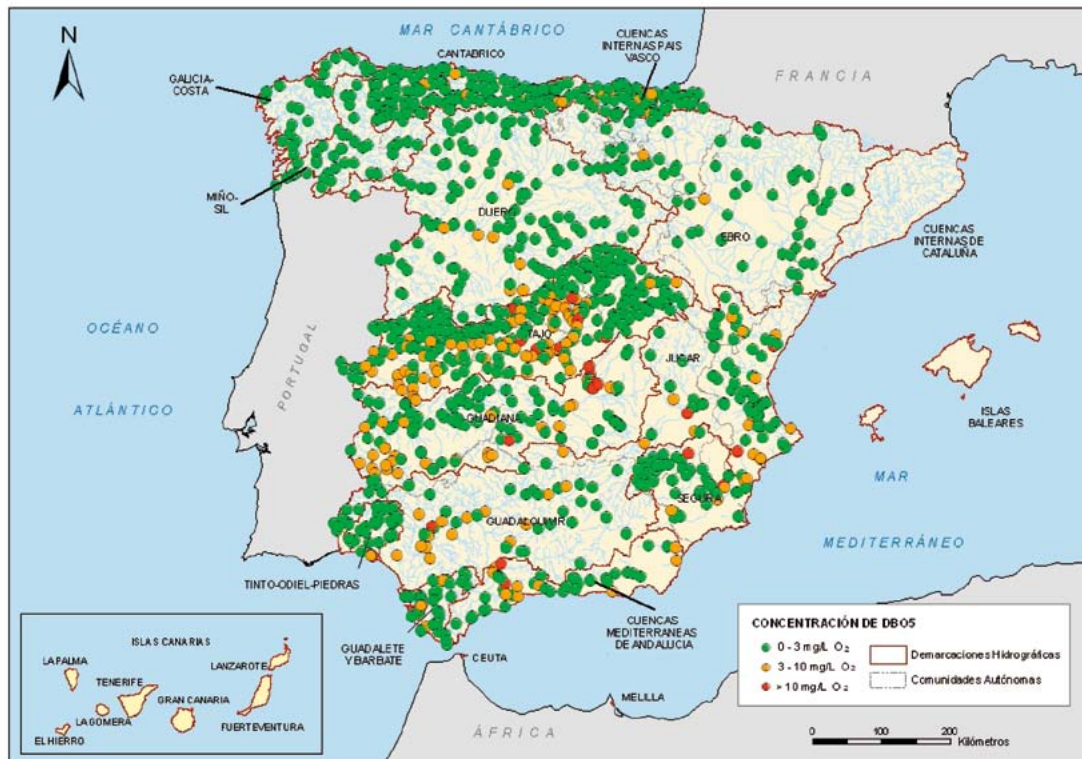 MAR CANTÁBRICO
CANTABRICO
CUENCAS
INTERNAS PAIS
VASCO
FRANCIA
GALICIA-
COSTA
MIÑO-
SIL
DUERO
EBRO
CUENCAS
INTERNAS DE
CATALUÑA
OCÉANO
ATLÁNTICO
PORTUGAL
TAJO
JUCAR
GUADIANA
ISLAS
BALEARES
MAR
MEDITERRÁNEO
SEGURA
GUADALQUIVIR
TINTO-ODIEL-PIEDRAS
GUADALETE
Y BARBATE
CEUTA
CUENCAS
MEDITERRANEAS
DE ANDALUCIA
MELILLA
ÁFRICA
ISLAS CANARIAS
LA PALMA
LANZAROTE
TENERIFE
GRAN CANARIA
LA GOMERA
EL HIERRO
FUERTEVENTURA
CONCENTRACIÓN DE DBO5
0 - 3 mg/L O₂
3 - 10 mg/L O₂
> 10 mg/L O₂
Demarcaciones Hidrográficas
Comunidades Autónomas
0 50 100 200
Kilómetros